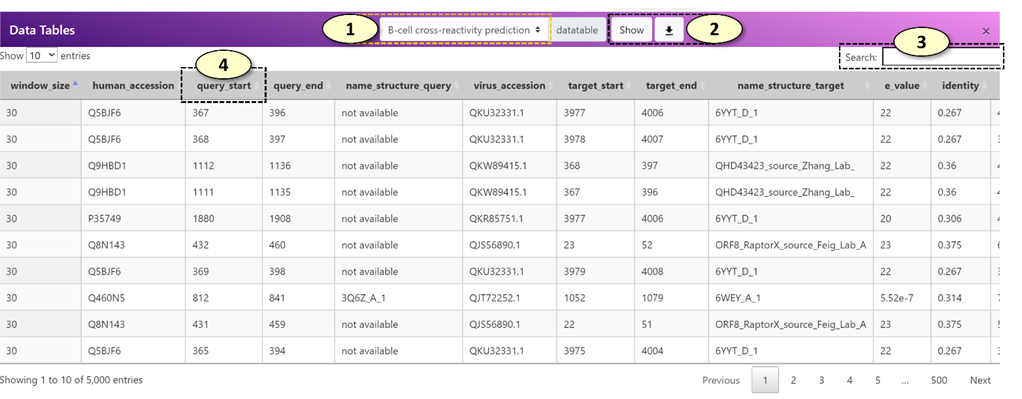 Data Tables 1 B-cell cross-reactivity prediction datatable Show 2 ×
Show 10 entries 3 Search:
4
window_size human_accession query_start query_end name_structure_query virus_accession target_start target_end name_structure_target e_value identity
30 Q5BJF6 367 396 not available QKU32331.1 3977 4006 6YYT_D_1 22 0.267
30 Q5BJF6 368 397 not available QKU32331.1 3978 4007 6YYT_D_1 22 0.267
30 Q9HBD1 1112 1136 not available QKW89415.1 368 397 QHD43423_source_Zhang_Lab_ 22 0.36
30 Q9HBD1 1111 1135 not available QKW89415.1 367 396 QHD43423_source_Zhang_Lab_ 22 0.36
30 P35749 1880 1908 not available QKR85751.1 3977 4006 6YYT_D_1 20 0.306
30 Q8N143 432 460 not available QJS56890.1 23 52 ORF8_RaptorX_source_Feig_Lab_A 23 0.375
30 Q5BJF6 369 398 not available QKU32331.1 3979 4008 6YYT_D_1 22 0.267
30 Q460N5 812 841 3Q6Z_A_1 QJT72252.1 1052 1079 6WEY_A_1 5.52e-7 0.314
30 Q8N143 431 459 not available QJS56890.1 22 51 ORF8_RaptorX_source_Feig_Lab_A 23 0.375
30 Q5BJF6 365 394 not available QKU32331.1 3975 4004 6YYT_D_1 22 0.267
Showing 1 to 10 of 5,000 entries Previous 1 2 3 4 5 ... 500 Next